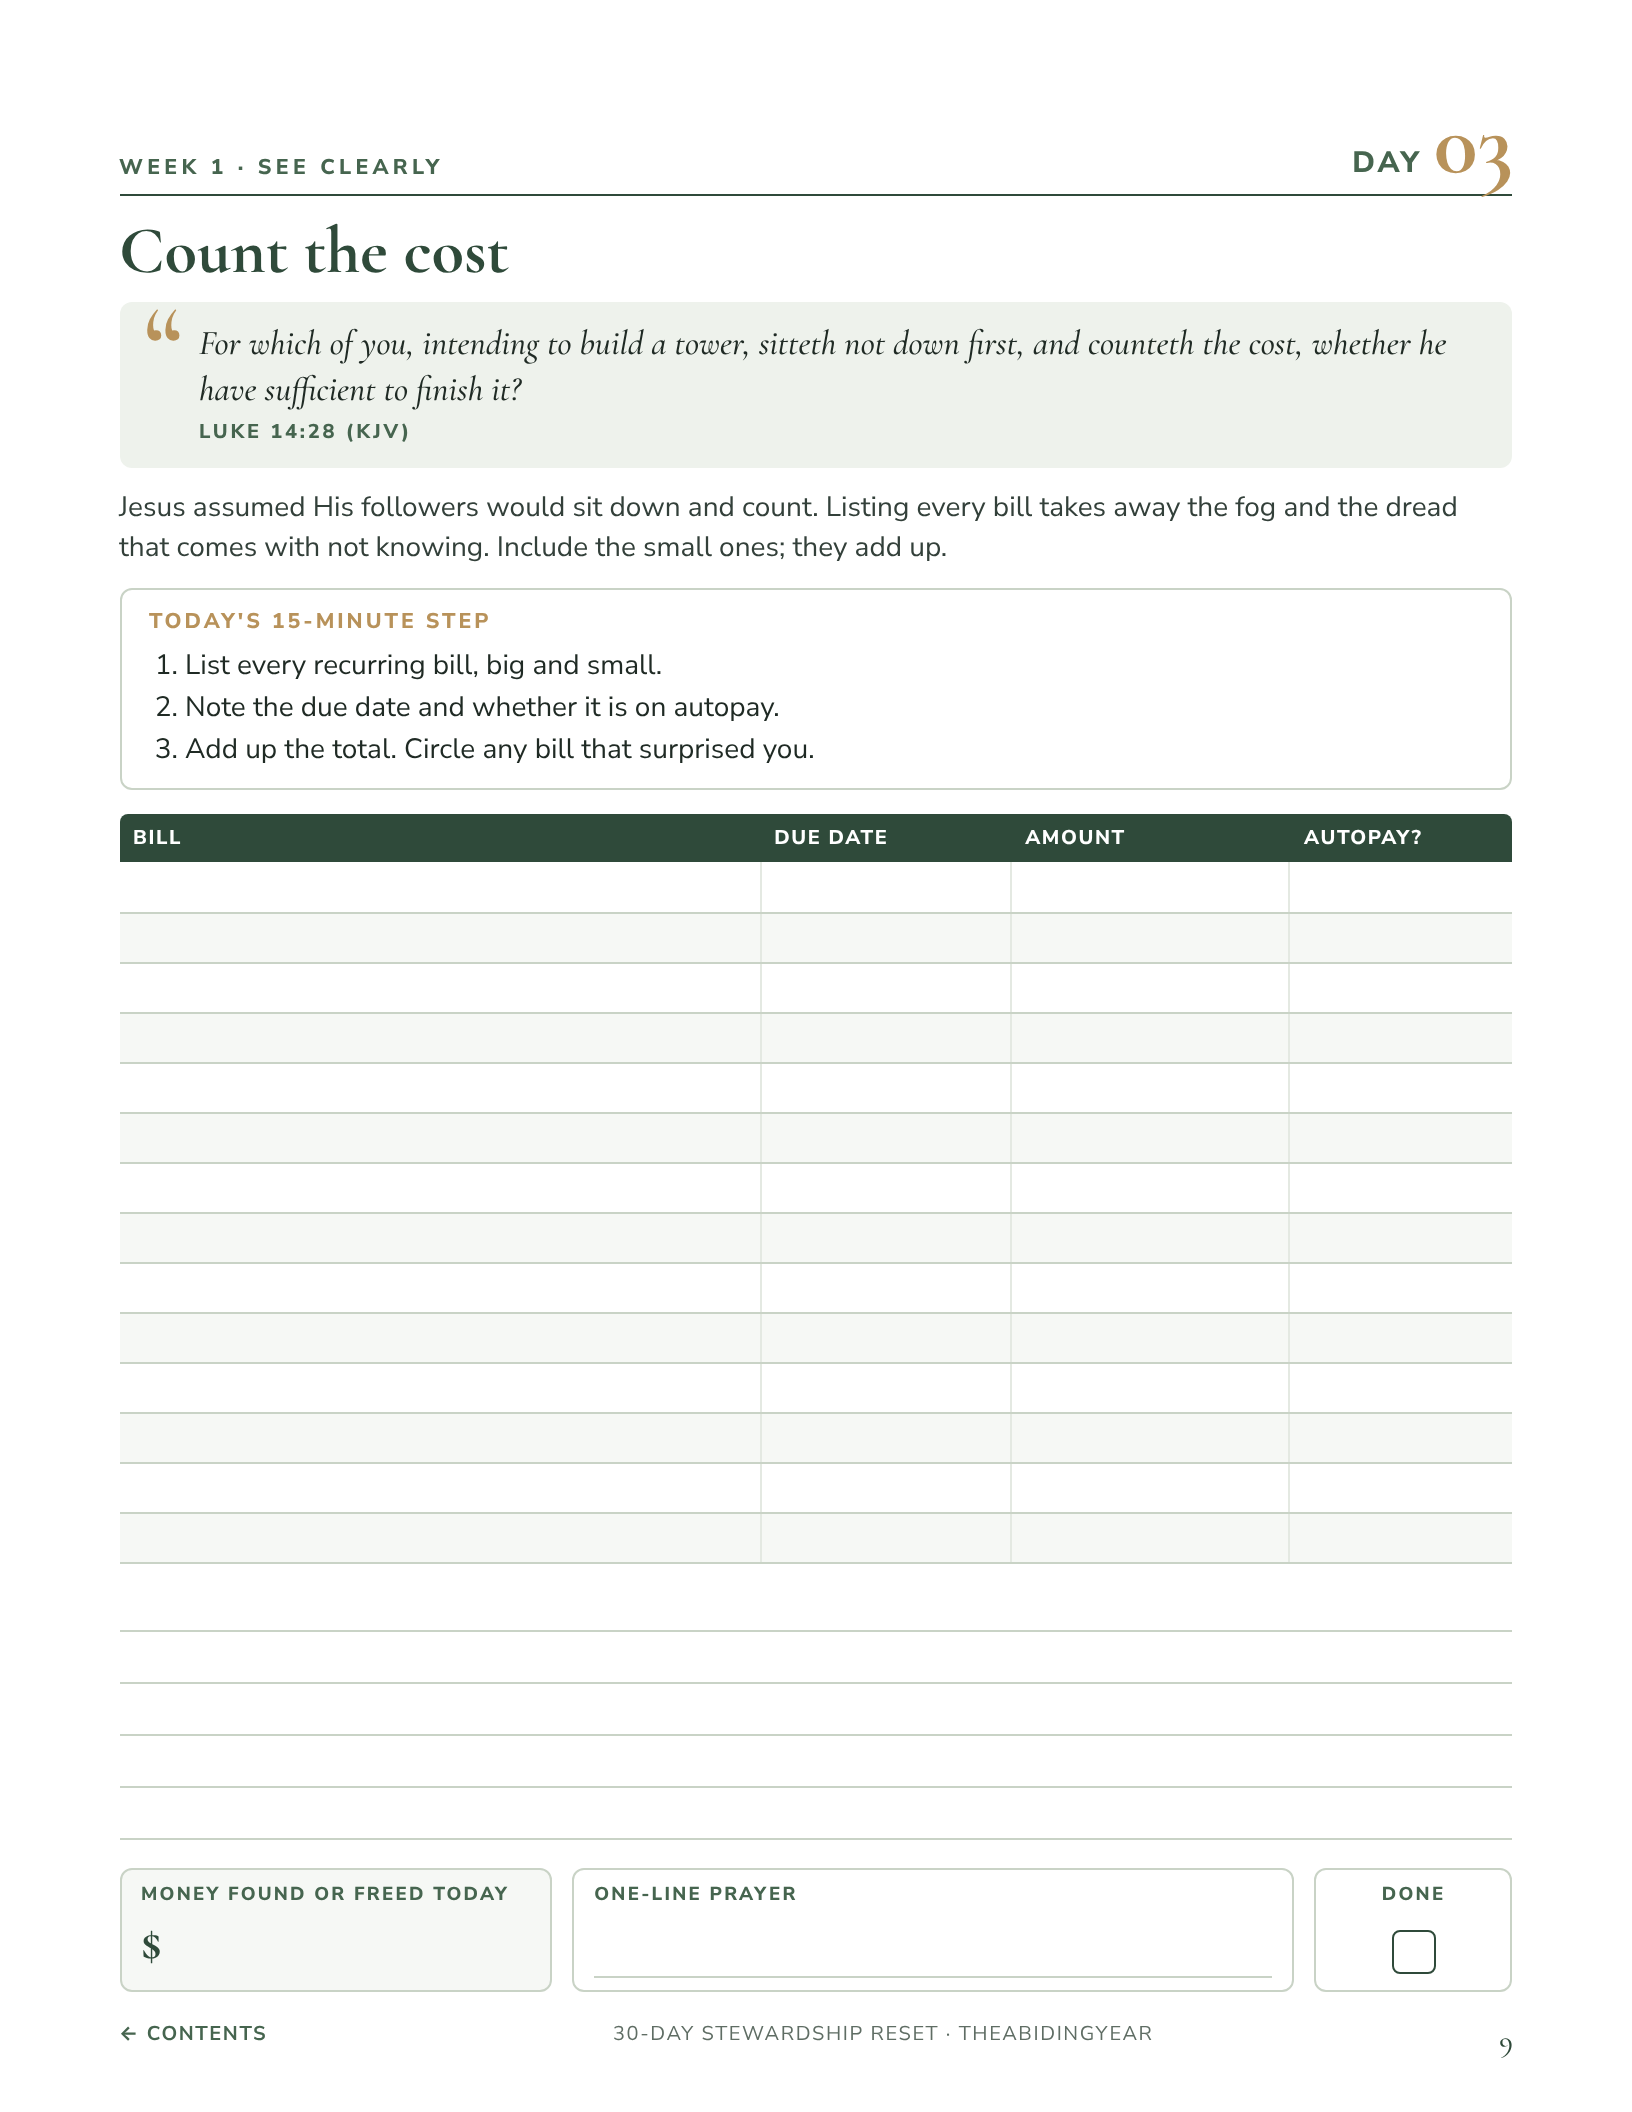 WEEK 1 · SEE CLEARLY
DAY 03
Count the cost
“
For which of you, intending to build a tower, sitteth not down first, and counteth the cost, whether he
have sufficient to finish it?
LUKE 14:28 (KJV)
Jesus assumed His followers would sit down and count. Listing every bill takes away the fog and the dread
that comes with not knowing. Include the small ones; they add up.
TODAY'S 15-MINUTE STEP
1. List every recurring bill, big and small.
2. Note the due date and whether it is on autopay.
3. Add up the total. Circle any bill that surprised you.
BILL DUE DATE AMOUNT AUTOPAY?
MONEY FOUND OR FREED TODAY
$
ONE-LINE PRAYER
DONE
← CONTENTS
30-DAY STEWARDSHIP RESET · THEABIDINGYEAR
9